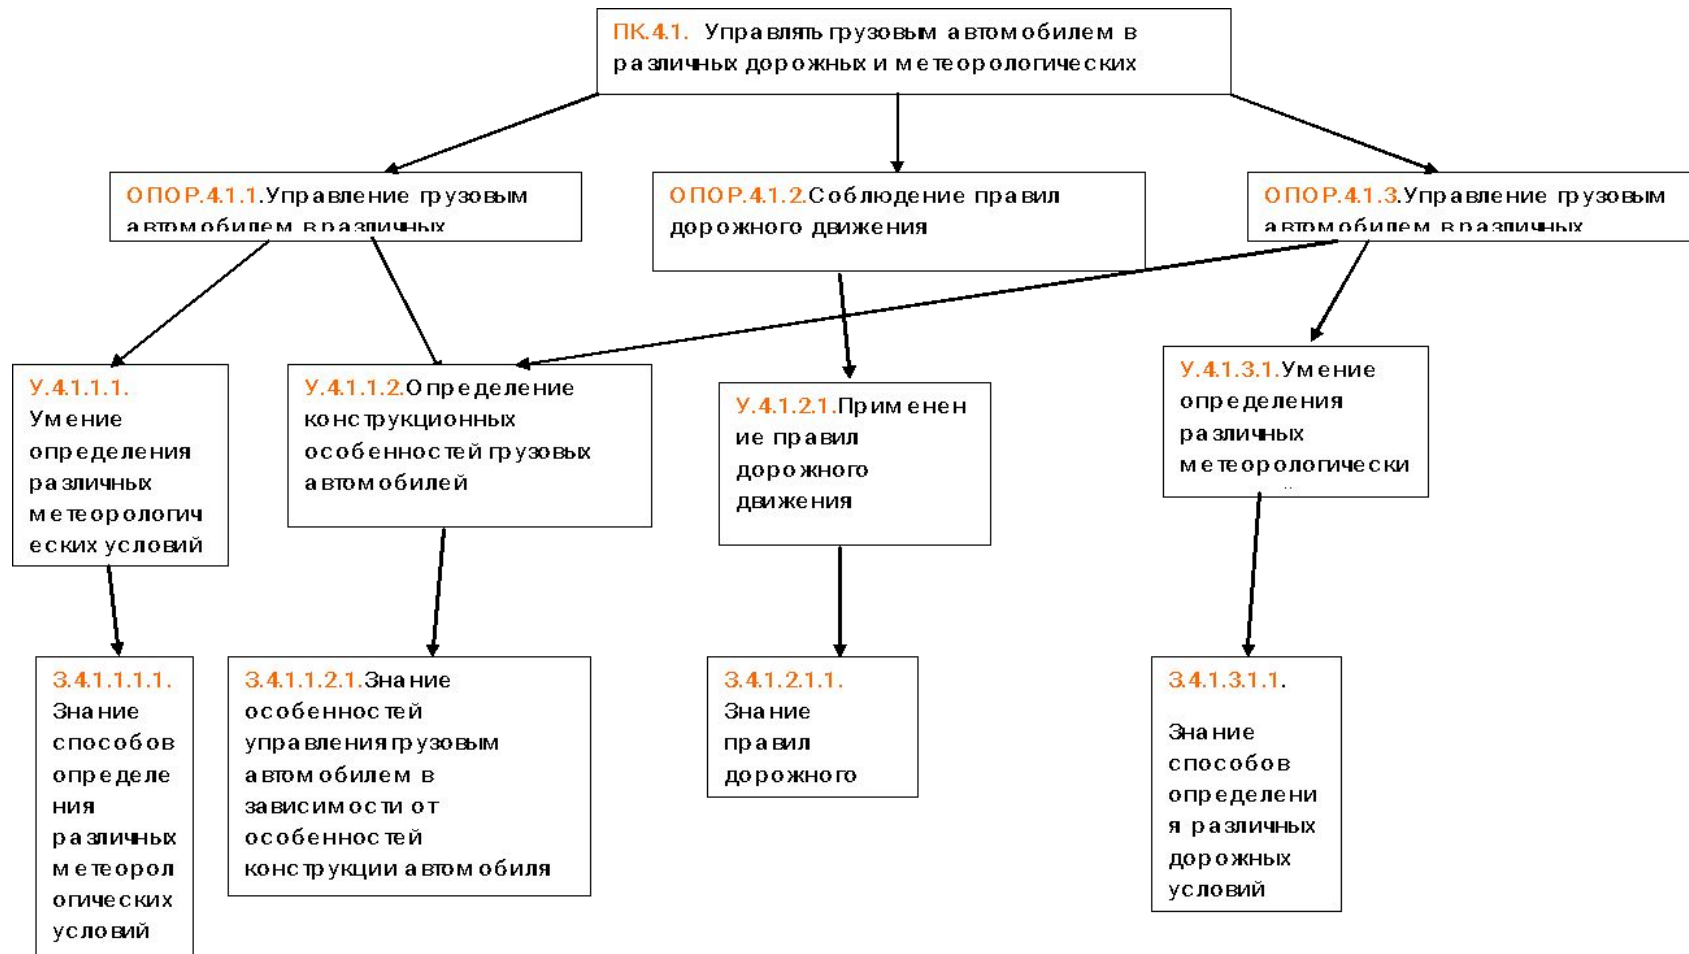 ПК.4.1. Управлять грузовым автомобилем в
различных дорожных и метеорологических
ОПОР.4.1.1.Управление грузовым
автомобилем в различных
ОПОР.4.1.2.Соблюдение правил
дорожного движения
ОПОР.4.1.3.Управление грузовым
автомобилем в различных
У.4.1.1.1.
Умение
определения
различных
метеорологич
еских условий
У.4.1.1.2.Определение
конструкционных
особенностей грузовых
автомобилей
У.4.1.2.1.Применен
ие правил
дорожного
движения
У.4.1.3.1.Умение
определения
различных
метеорологически
З.4.1.1.1.1.
Знание
способов
определе
ния
различных
метеорол
огических
условий
З.4.1.1.2.1.Знание
особенностей
управления грузовым
автомобилем в
зависимости от
особенностей
конструкции автомобиля
З.4.1.2.1.1.
Знание
правил
дорожного
З.4.1.3.1.1.
Знание
способов
определени
я различных
дорожных
условий